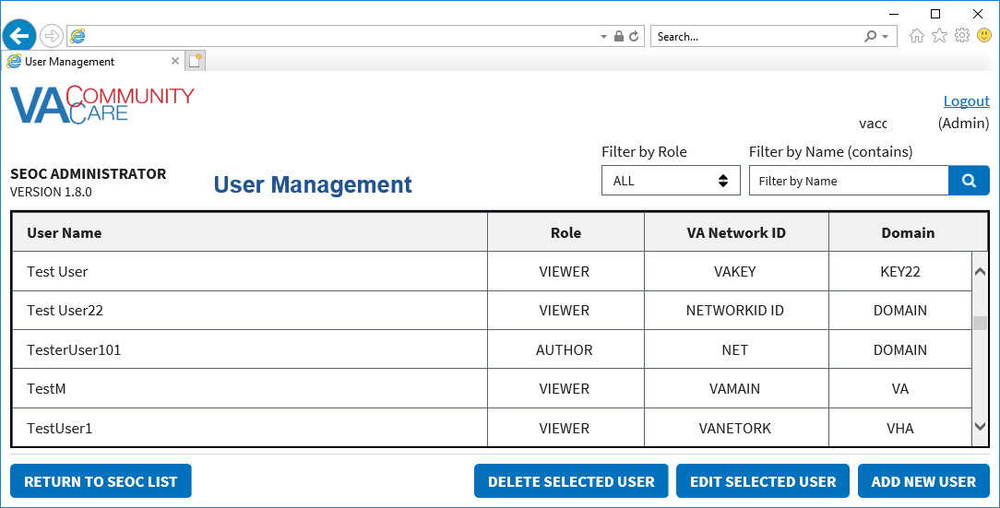 Search...
User Management
VA COMMUNITY CARE
Logout
vacc (Admin)
Filter by Role
Filter by Name (contains)
SEOC ADMINISTRATOR
VERSION 1.8.0
User Management
ALL
Filter by Name
User Name Role VA Network ID Domain
Test User VIEWER VAKEY KEY22
Test User22 VIEWER NETWORKID ID DOMAIN
TesterUser101 AUTHOR NET DOMAIN
TestM VIEWER VAMAIN VA
TestUser1 VIEWER VANETORK VHA
RETURN TO SEOC LIST DELETE SELECTED USER EDIT SELECTED USER ADD NEW USER